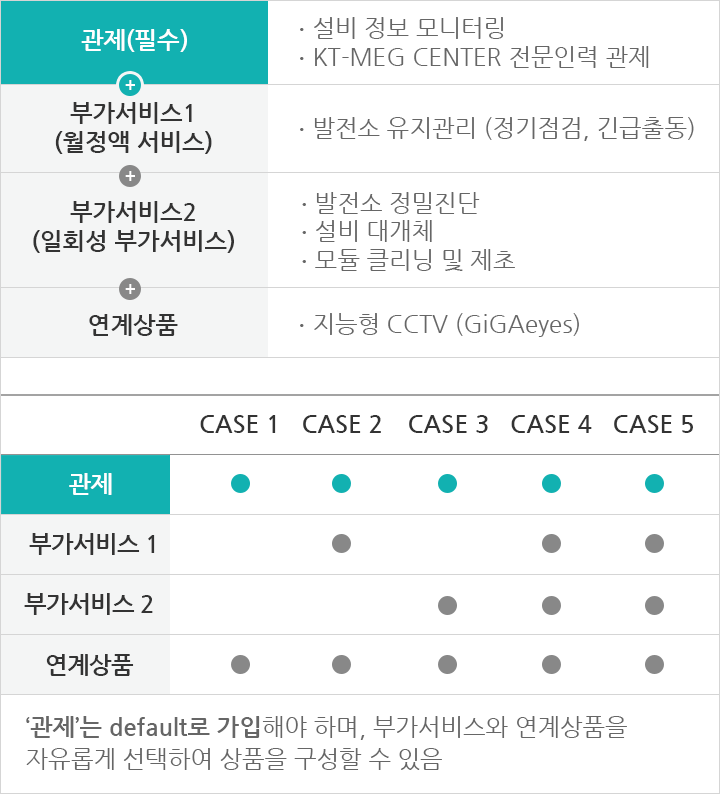 관제(필수)
· 설비 정보 모니터링
· KT-MEG CENTER 전문인력 관제
+
부가서비스1
(월정액 서비스)
· 발전소 유지관리 (정기점검, 긴급출동)
+
부가서비스2
(일회성 부가서비스)
· 발전소 정밀진단
· 설비 대개체
· 모듈 클리닝 및 제초
+
연계상품
· 지능형 CCTV (GiGAeyes)
CASE 1 CASE 2 CASE 3 CASE 4 CASE 5
관제
부가서비스 1
부가서비스 2
연계상품
‘관제’는 default로 가입해야 하며, 부가서비스와 연계상품을
자유롭게 선택하여 상품을 구성할 수 있음